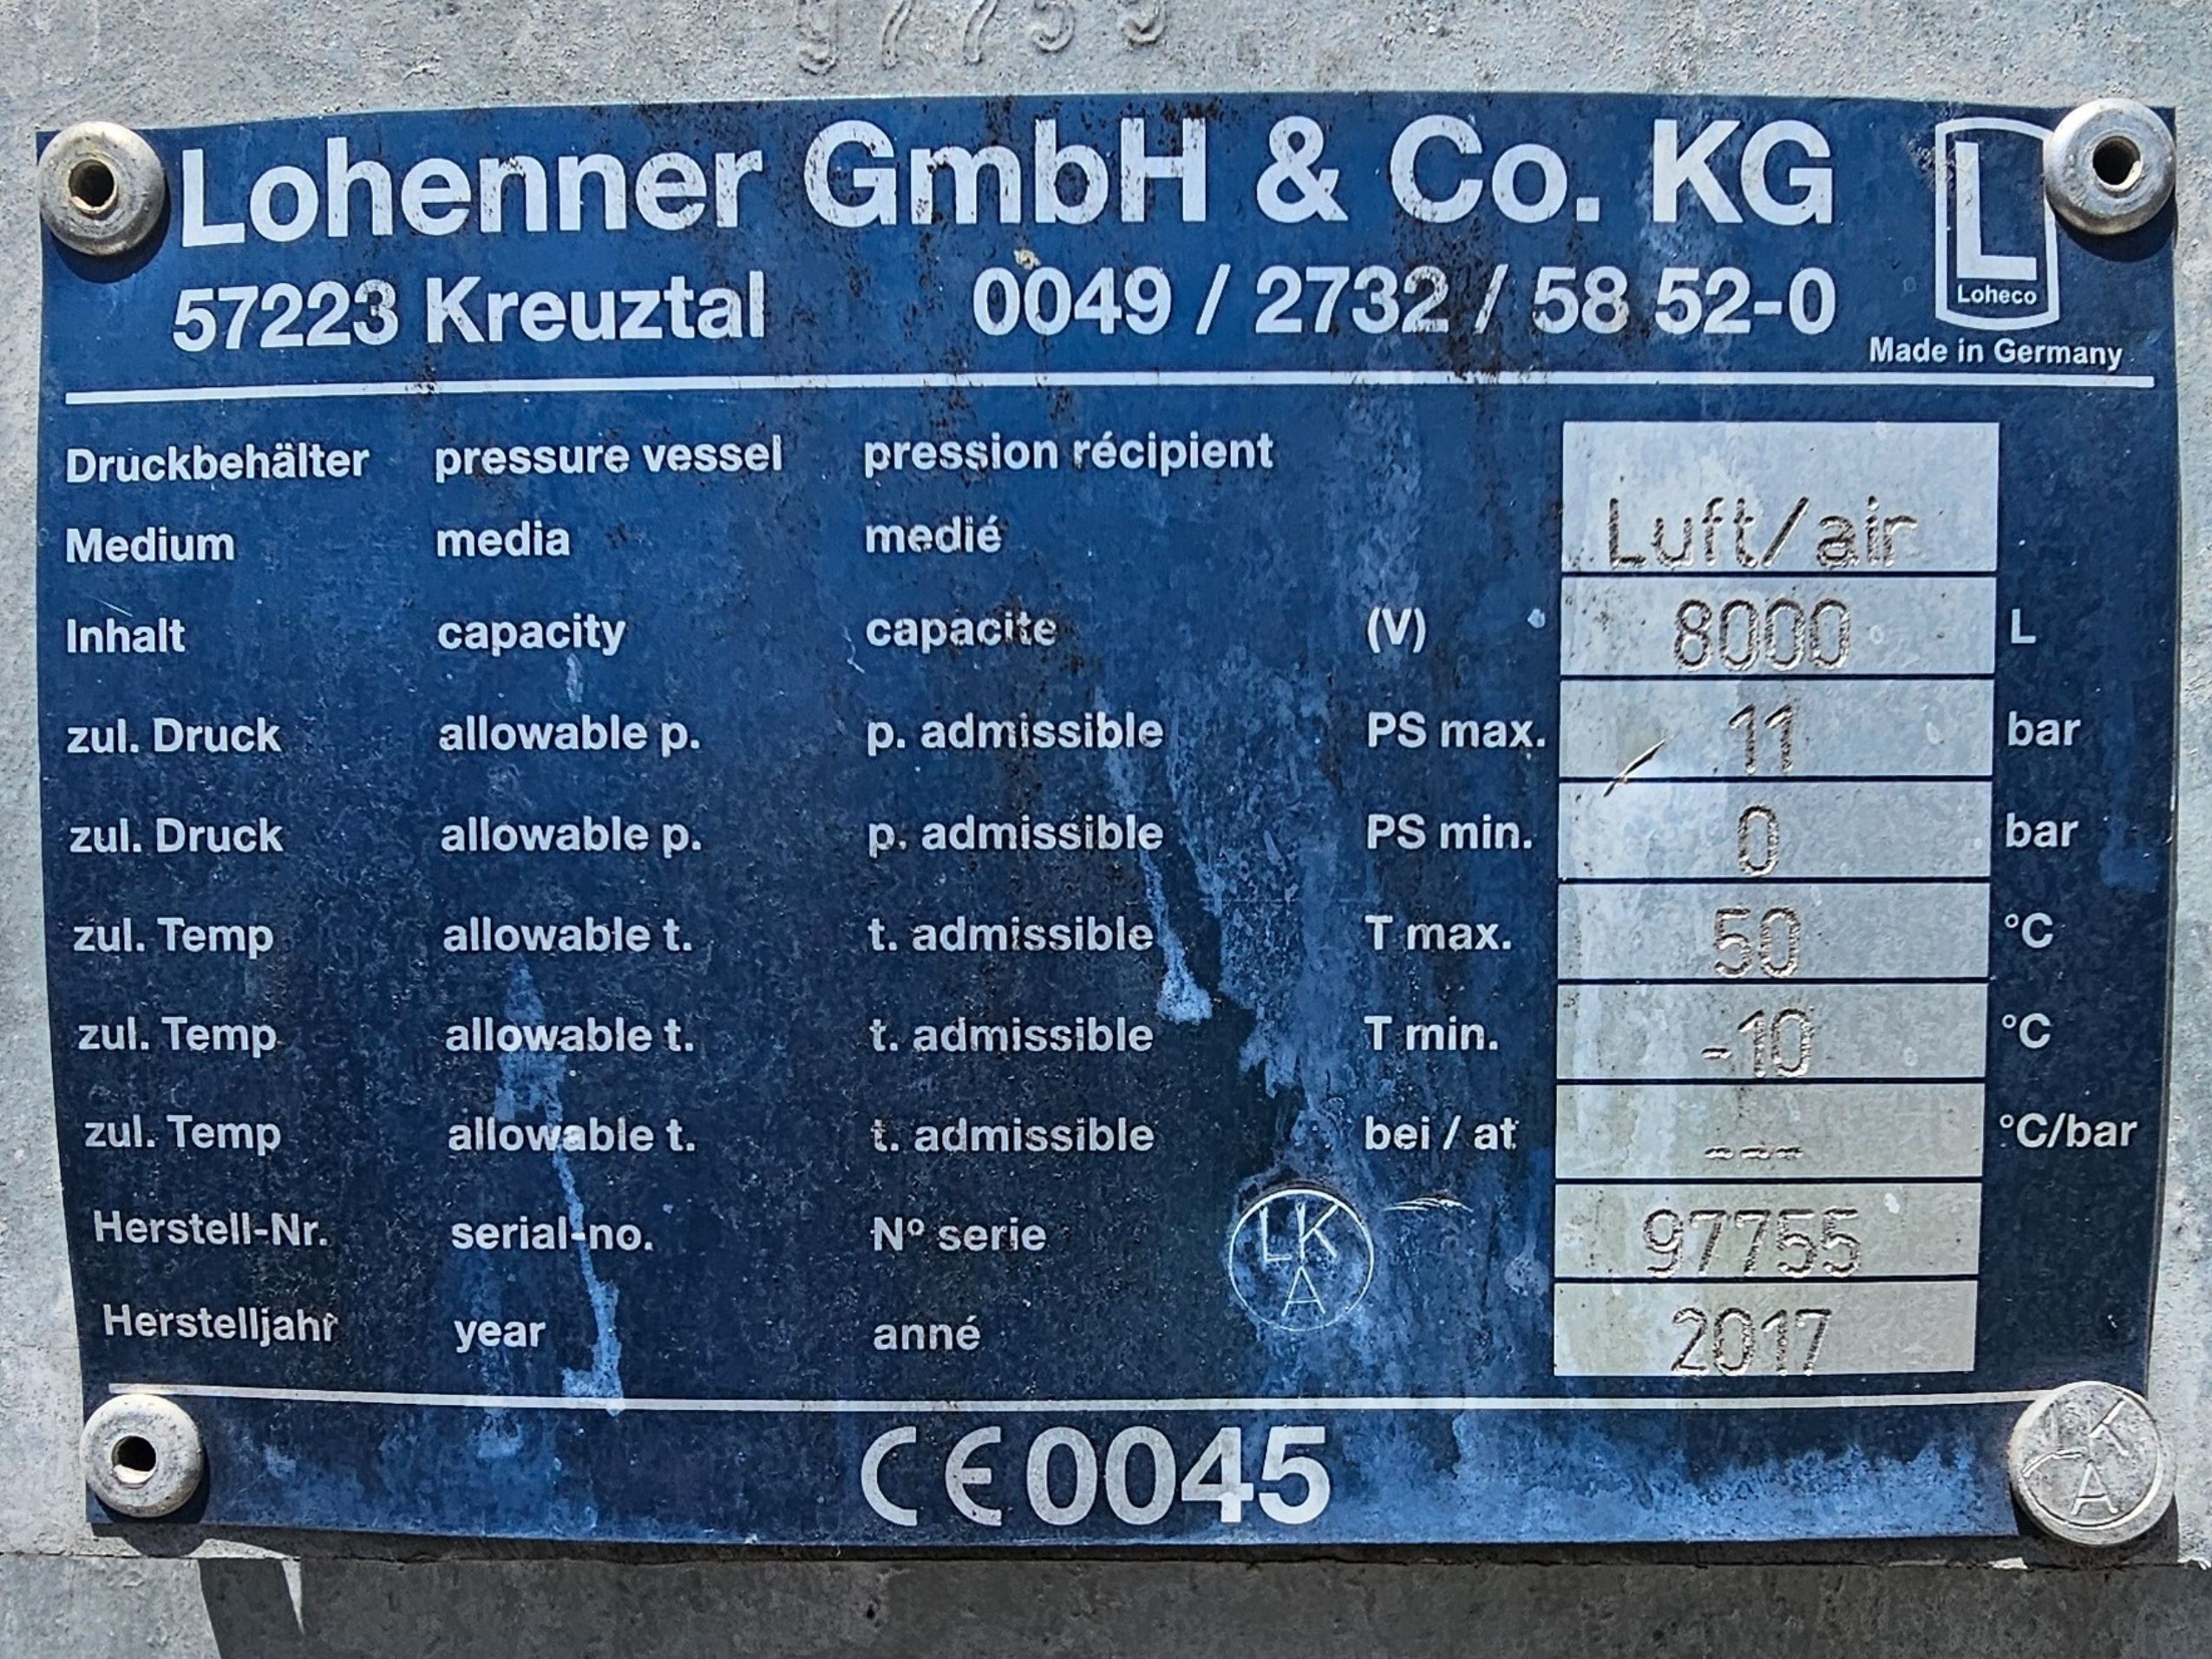 97755
Lohenner GmbH & Co. KG
57223 Kreuztal 0049 / 2732 / 58 52-0
L
Loheco
Made in Germany
Druckbehälter pressure vessel pression récipient
Medium media medié Luft/air
Inhalt capacity capacite (V) 8000 L
zul. Druck allowable p. p. admissible PS max. 11 bar
zul. Druck allowable p. p. admissible PS min. 0 bar
zul. Temp allowable t. t. admissible T max. 50 °C
zul. Temp allowable t. t. admissible T min. -10 °C
zul. Temp allowable t. t. admissible bei / at --- °C/bar
Herstell-Nr. serial-no. Nº serie 97755
LK
A
Herstelljahr year anné 2017
CE 0045
LK
A